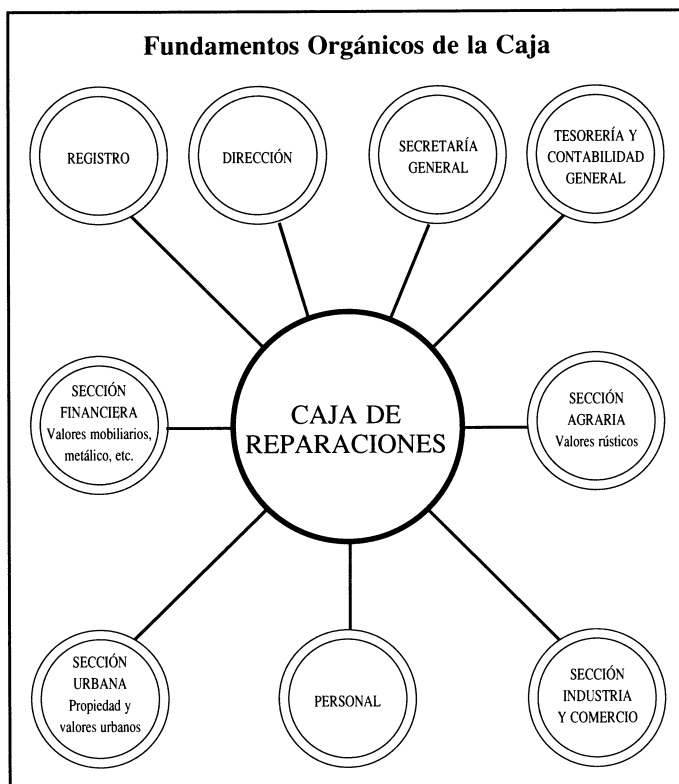 Fundamentos Orgánicos de la Caja
REGISTRO
DIRECCIÓN
SECRETARÍA
GENERAL
TESORERÍA Y
CONTABILIDAD
GENERAL
SECCIÓN
FINANCIERA
Valores mobiliarios,
metálico, etc.
CAJA DE
REPARACIONES
SECCIÓN
AGRARIA
Valores rústicos
SECCIÓN
URBANA
Propiedad y
valores urbanos
PERSONAL
SECCIÓN
INDUSTRIA
Y COMERCIO